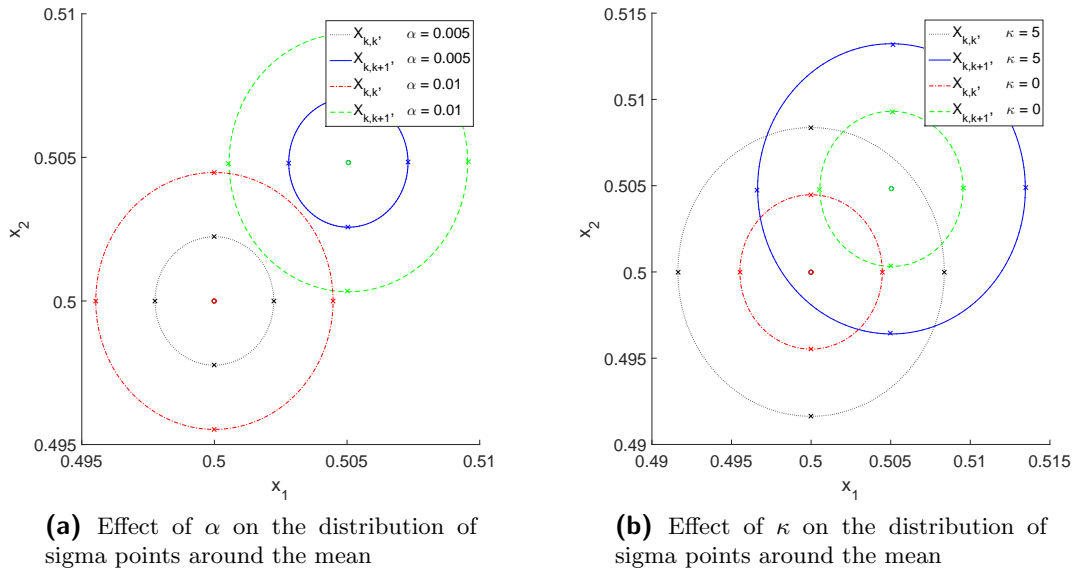 0.51
0.505
0.5
0.495
x2
0.495
0.5
0.505
0.51
x1
Xk,k, α = 0.005
Xk,k+1, α = 0.005
Xk,k, α = 0.01
Xk,k+1, α = 0.01
(a) Effect of α on the distribution of
sigma points around the mean
0.515
0.51
0.505
0.5
0.495
0.49
x2
0.49
0.495
0.5
0.505
0.51
0.515
x1
Xk,k, κ = 5
Xk,k+1, κ = 5
Xk,k, κ = 0
Xk,k+1, κ = 0
(b) Effect of κ on the distribution of
sigma points around the mean